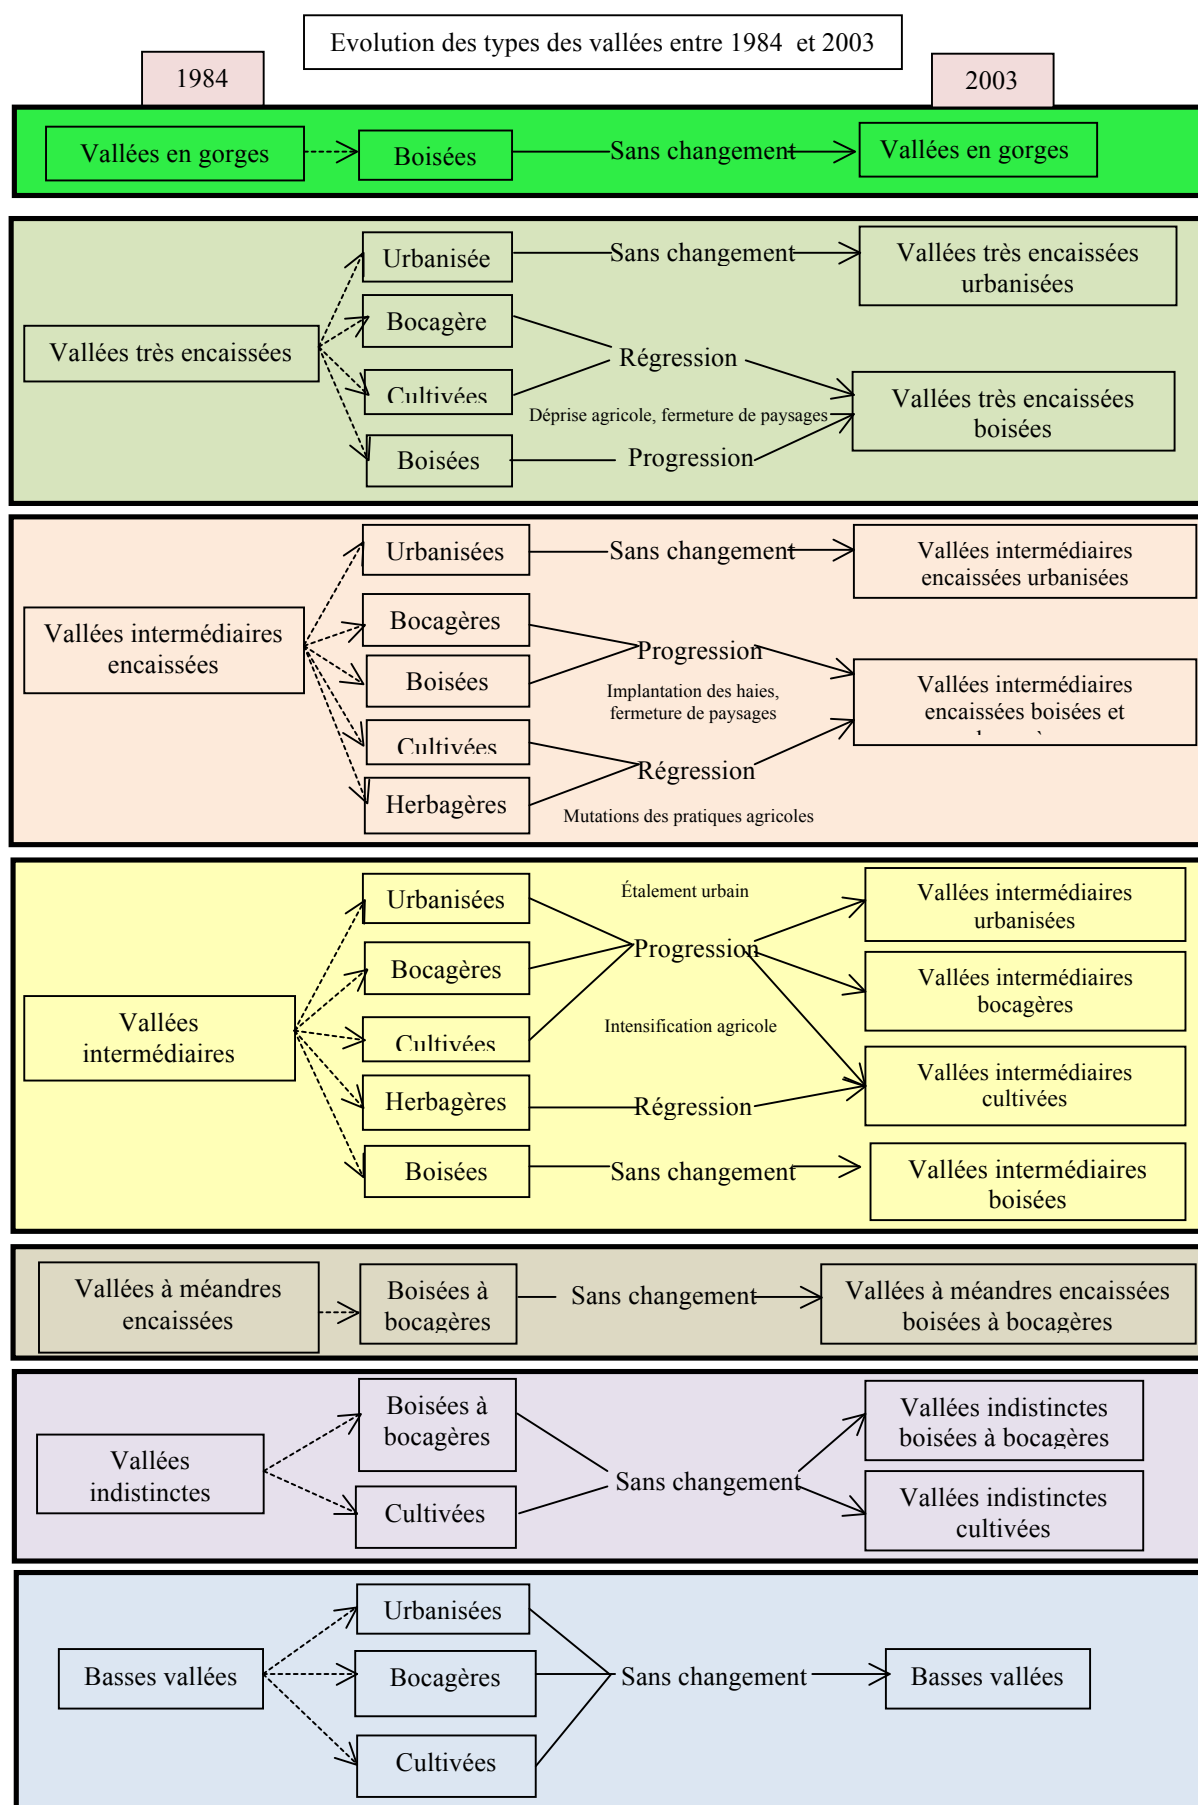 Evolution des types des vallées entre 1984 et 2003
1984
2003
Vallées en gorges
Boisées
Sans changement
Vallées en gorges
Vallées très encaissées
Urbanisée
Bocagère
Cultivées
Boisées
Sans changement
Régression
Déprise agricole, fermeture de paysages
Progression
Vallées très encaissées
urbanisées
Vallées très encaissées
boisées
Vallées intermédiaires
encaissées
Urbanisées
Bocagères
Boisées
Cultivées
Herbagères
Sans changement
Progression
Implantation des haies,
fermeture de paysages
Régression
Mutations des pratiques agricoles
Vallées intermédiaires
encaissées urbanisées
Vallées intermédiaires
encaissées boisées et
Vallées
intermédiaires
Urbanisées
Bocagères
Cultivées
Herbagères
Boisées
Étalement urbain
Progression
Intensification agricole
Régression
Sans changement
Vallées intermédiaires
urbanisées
Vallées intermédiaires
bocagères
Vallées intermédiaires
cultivées
Vallées intermédiaires
boisées
Vallées à méandres
encaissées
Boisées à
bocagères
Sans changement
Vallées à méandres encaissées
boisées à bocagères
Vallées
indistinctes
Boisées à
bocagères
Cultivées
Sans changement
Vallées indistinctes
boisées à bocagères
Vallées indistinctes
cultivées
Basses vallées
Urbanisées
Bocagères
Cultivées
Sans changement
Basses vallées